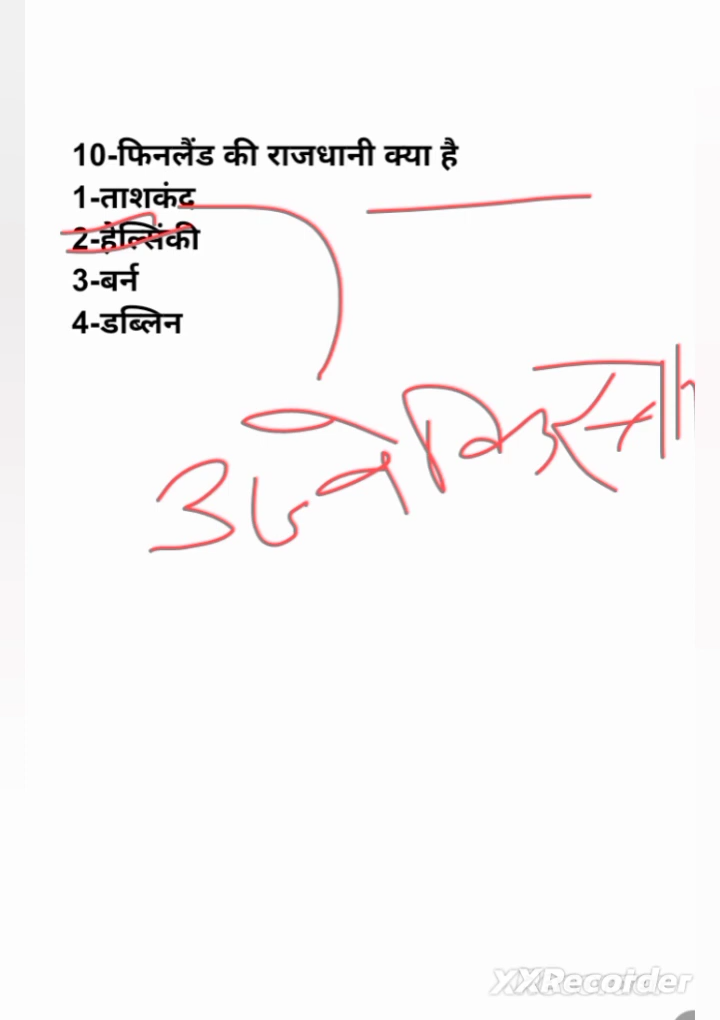 10-फिनलैंड की राजधानी क्या है
1-ताशकंद
2-हेल्सिंकी
3-बर्न
4-डब्लिन
XXRecorder